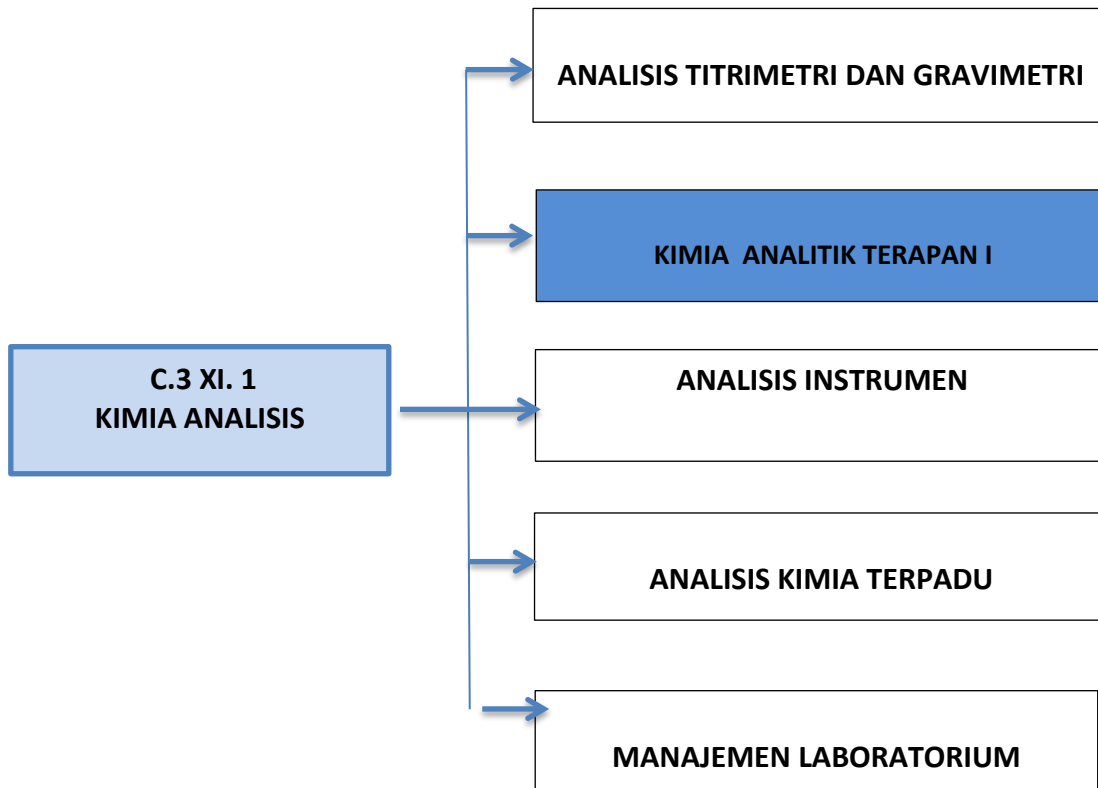 ANALISIS TITRIMETRI DAN GRAVIMETRI
KIMIA ANALITIK TERAPAN I
C.3 XI. 1
KIMIA ANALISIS
ANALISIS INSTRUMEN
ANALISIS KIMIA TERPADU
MANAJEMEN LABORATORIUM